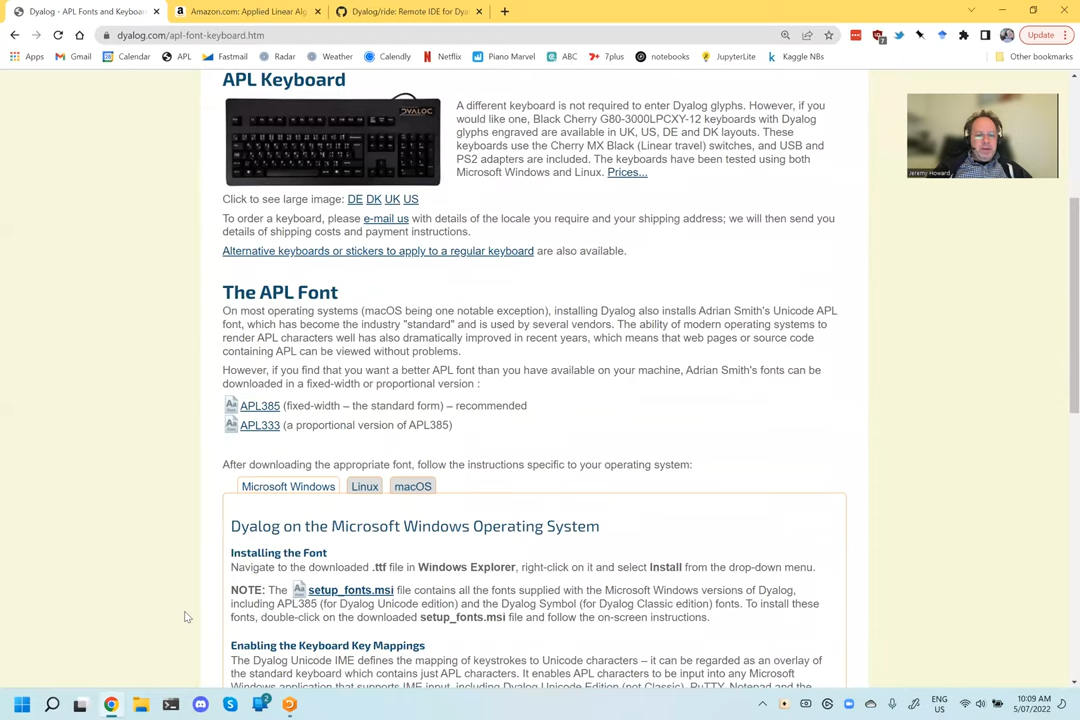 Dyalog - APL Fonts and Keyboa
Amazon.com: Applied Linear Alg
Dyalog/ride: Remote IDE for Dya
dyalog.com/apl-font-keyboard.htm
Update
Apps
Gmail
Calendar
APL
Fastmail
Radar
Weather
Calendly
Netflix
Piano Marvel
ABC
7plus
notebooks
JupyterLite
Kaggle NBs
Other bookmarks
APL Keyboard
DYALOC
A different keyboard is not required to enter Dyalog glyphs. However, if you
would like one, Black Cherry G80-3000LPCXY-12 keyboards with Dyalog
glyphs engraved are available in UK, US, DE and DK layouts. These
keyboards use the Cherry MX Black (Linear travel) switches, and USB and
PS2 adapters are included. The keyboards have been tested using both
Microsoft Windows and Linux. Prices...
Jeremy Howard
Click to see large image: DE DK UK US
To order a keyboard, please e-mail us with details of the locale you require and your shipping address; we will then send you
details of shipping costs and payment instructions.
Alternative keyboards or stickers to apply to a regular keyboard are also available.
The APL Font
On most operating systems (macOS being one notable exception), installing Dyalog also installs Adrian Smith's Unicode APL
font, which has become the industry "standard" and is used by several vendors. The ability of modern operating systems to
render APL characters well has also dramatically improved in recent years, which means that web pages or source code
containing APL can be viewed without problems.
However, if you find that you want a better APL font than you have available on your machine, Adrian Smith's fonts can be
downloaded in a fixed-width or proportional version :
APL385 (fixed-width – the standard form) – recommended
APL333 (a proportional version of APL385)
After downloading the appropriate font, follow the instructions specific to your operating system:
Microsoft Windows
Linux
macOS
Dyalog on the Microsoft Windows Operating System
Installing the Font
Navigate to the downloaded .ttf file in Windows Explorer, right-click on it and select Install from the drop-down menu.
NOTE: The setup_fonts.msi file contains all the fonts supplied with the Microsoft Windows versions of Dyalog,
including APL385 (for Dyalog Unicode edition) and the Dyalog Symbol (for Dyalog Classic edition) fonts. To install these
fonts, double-click on the downloaded setup_fonts.msi file and follow the on-screen instructions.
Enabling the Keyboard Key Mappings
The Dyalog Unicode IME defines the mapping of keystrokes to Unicode characters – it can be regarded as an overlay of
the standard keyboard which contains just APL characters. It enables APL characters to be input into any Microsoft
Windows application that supports IME input, including Dyalog Unicode Edition (not Classic), PuTTY, Notepad and the
ENG
US
10:09 AM
5/07/2022